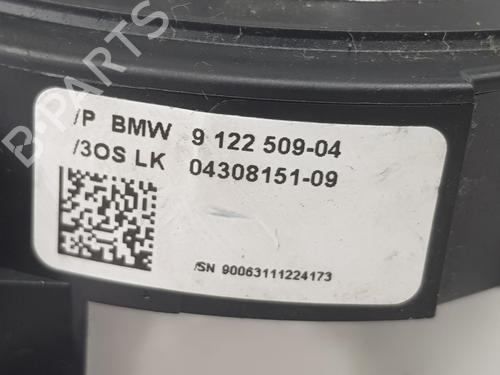 B-PARTS
/P BMW 9 122 509-04
/3OS LK 04308151-09
/SN 90063111224173